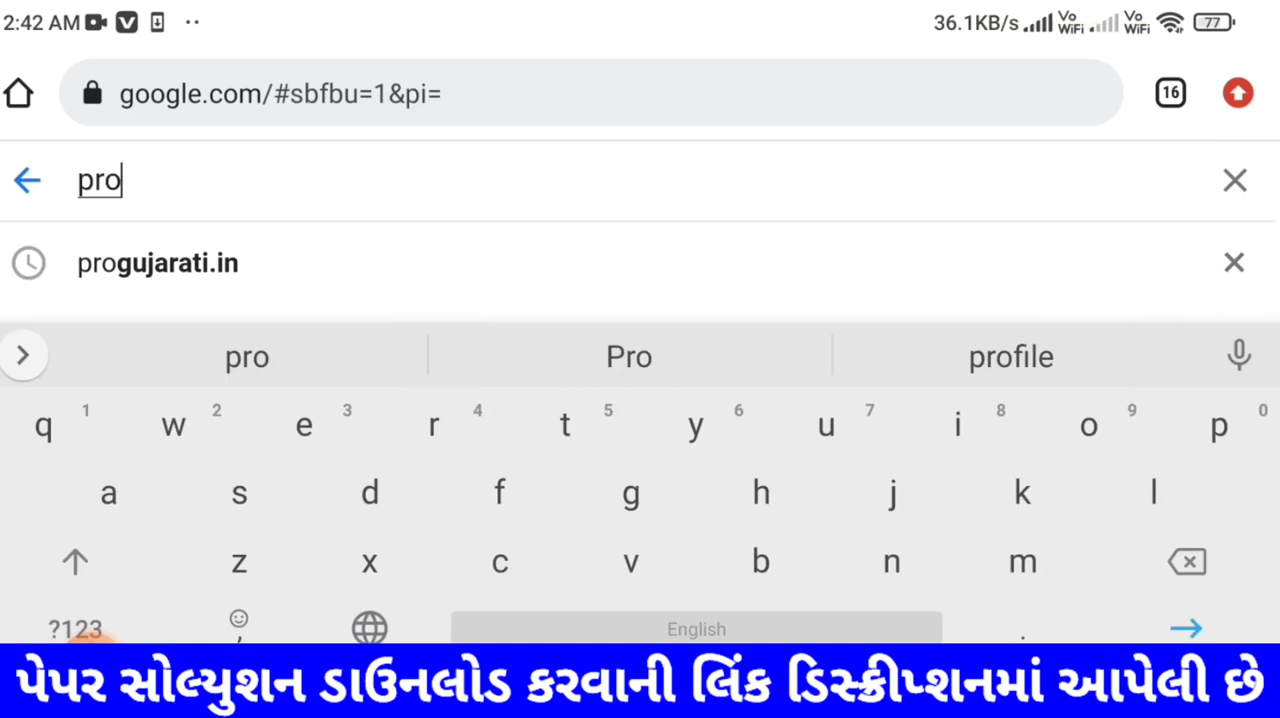 2:42 AM 36.1KB/s Vo WiFi Vo WiFi 77
google.com/#sbfbu=1&pi= 16
pro
progujarati.in
pro Pro profile
q 1 w 2 e 3 r 4 t 5 y 6 u 7 i 8 o 9 p 0
a s d f g h j k l
z x c v b n m
?123 , English .
પેપર સોલ્યુશન ડાઉનલોડ કરવાની લિંક ડિસ્ક્રીપ્શનમાં આપેલી છે